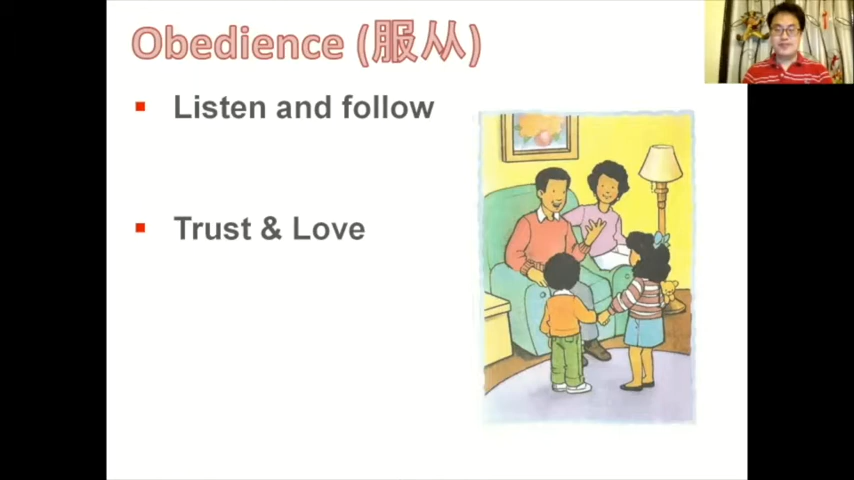 Obedience (服从)
Listen and follow
Trust & Love